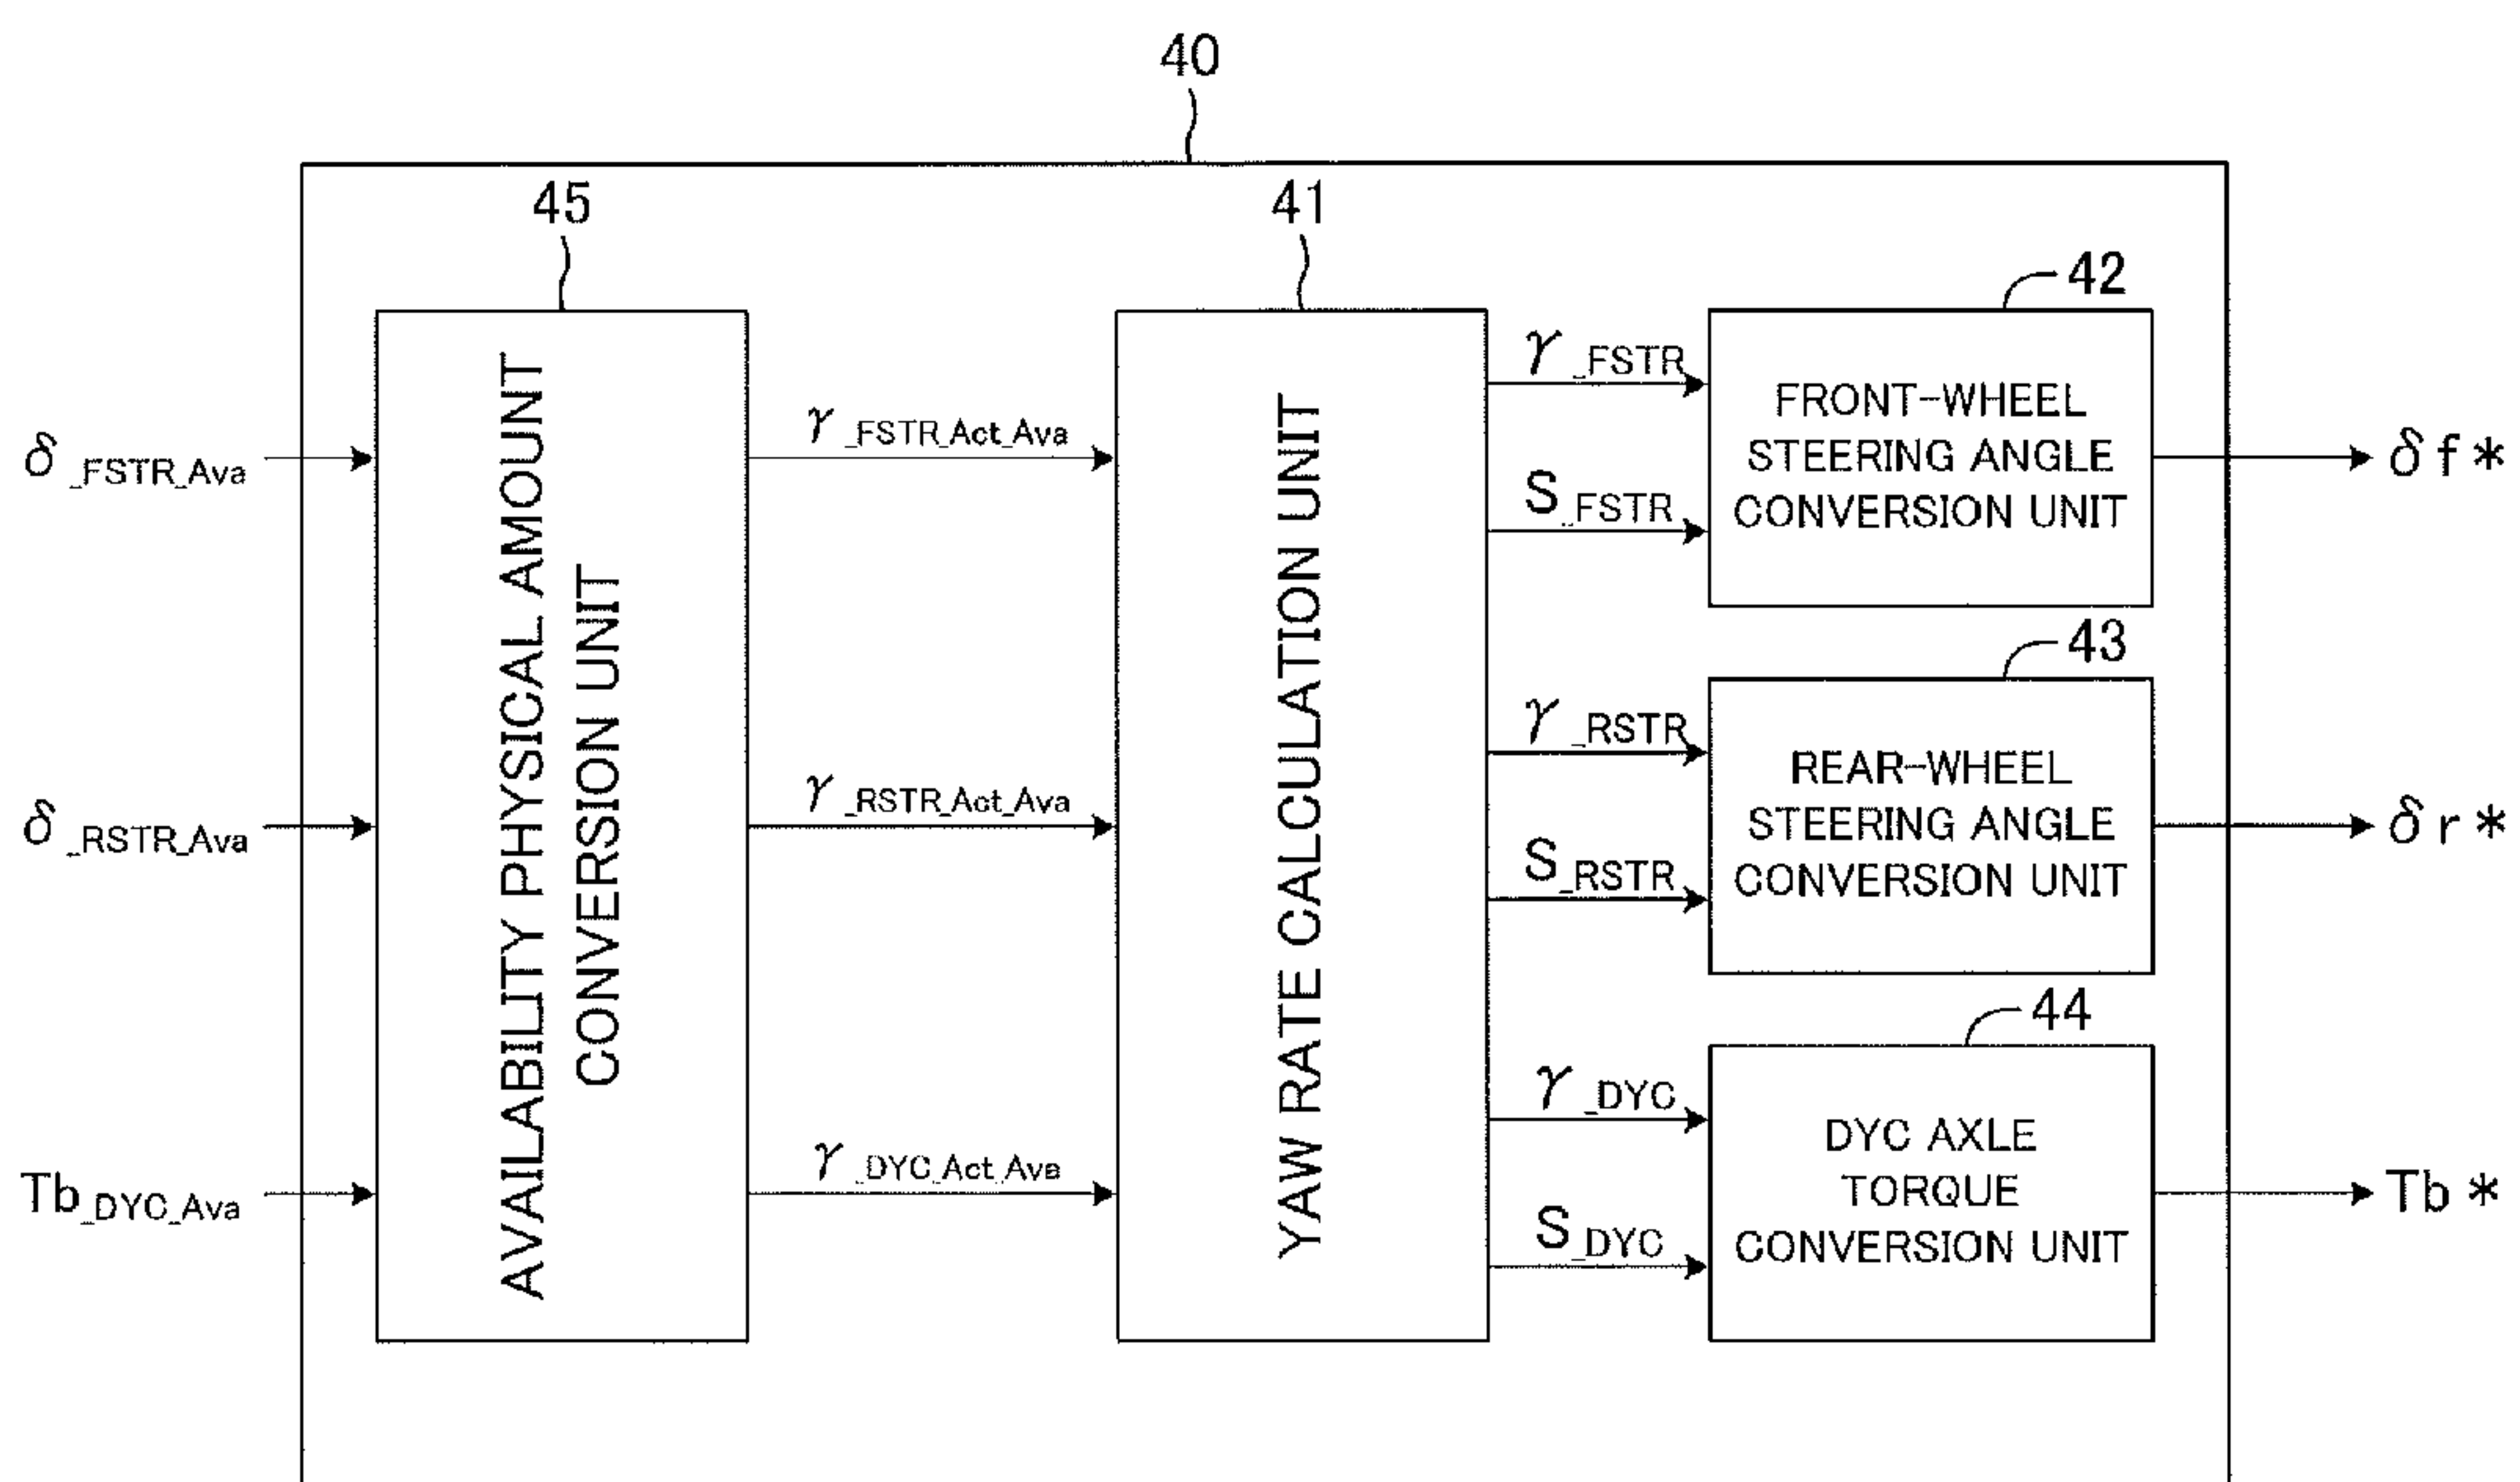 40
45
41
δ_FSTR_Ava
δ_RSTR_Ava
Tb_DYC_Ava
AVAILABILITY PHYSICAL AMOUNT
CONVERSION UNIT
γ_FSTR_Act_Ava
γ_RSTR_Act_Ava
γ_DYC_Act_Ava
YAW RATE CALCULATION UNIT
γ_FSTR
S_FSTR
γ_RSTR
S_RSTR
γ_DYC
S_DYC
42
FRONT-WHEEL
STEERING ANGLE
CONVERSION UNIT
43
REAR-WHEEL
STEERING ANGLE
CONVERSION UNIT
44
DYC AXLE
TORQUE
CONVERSION UNIT
δf*
δr*
Tb*